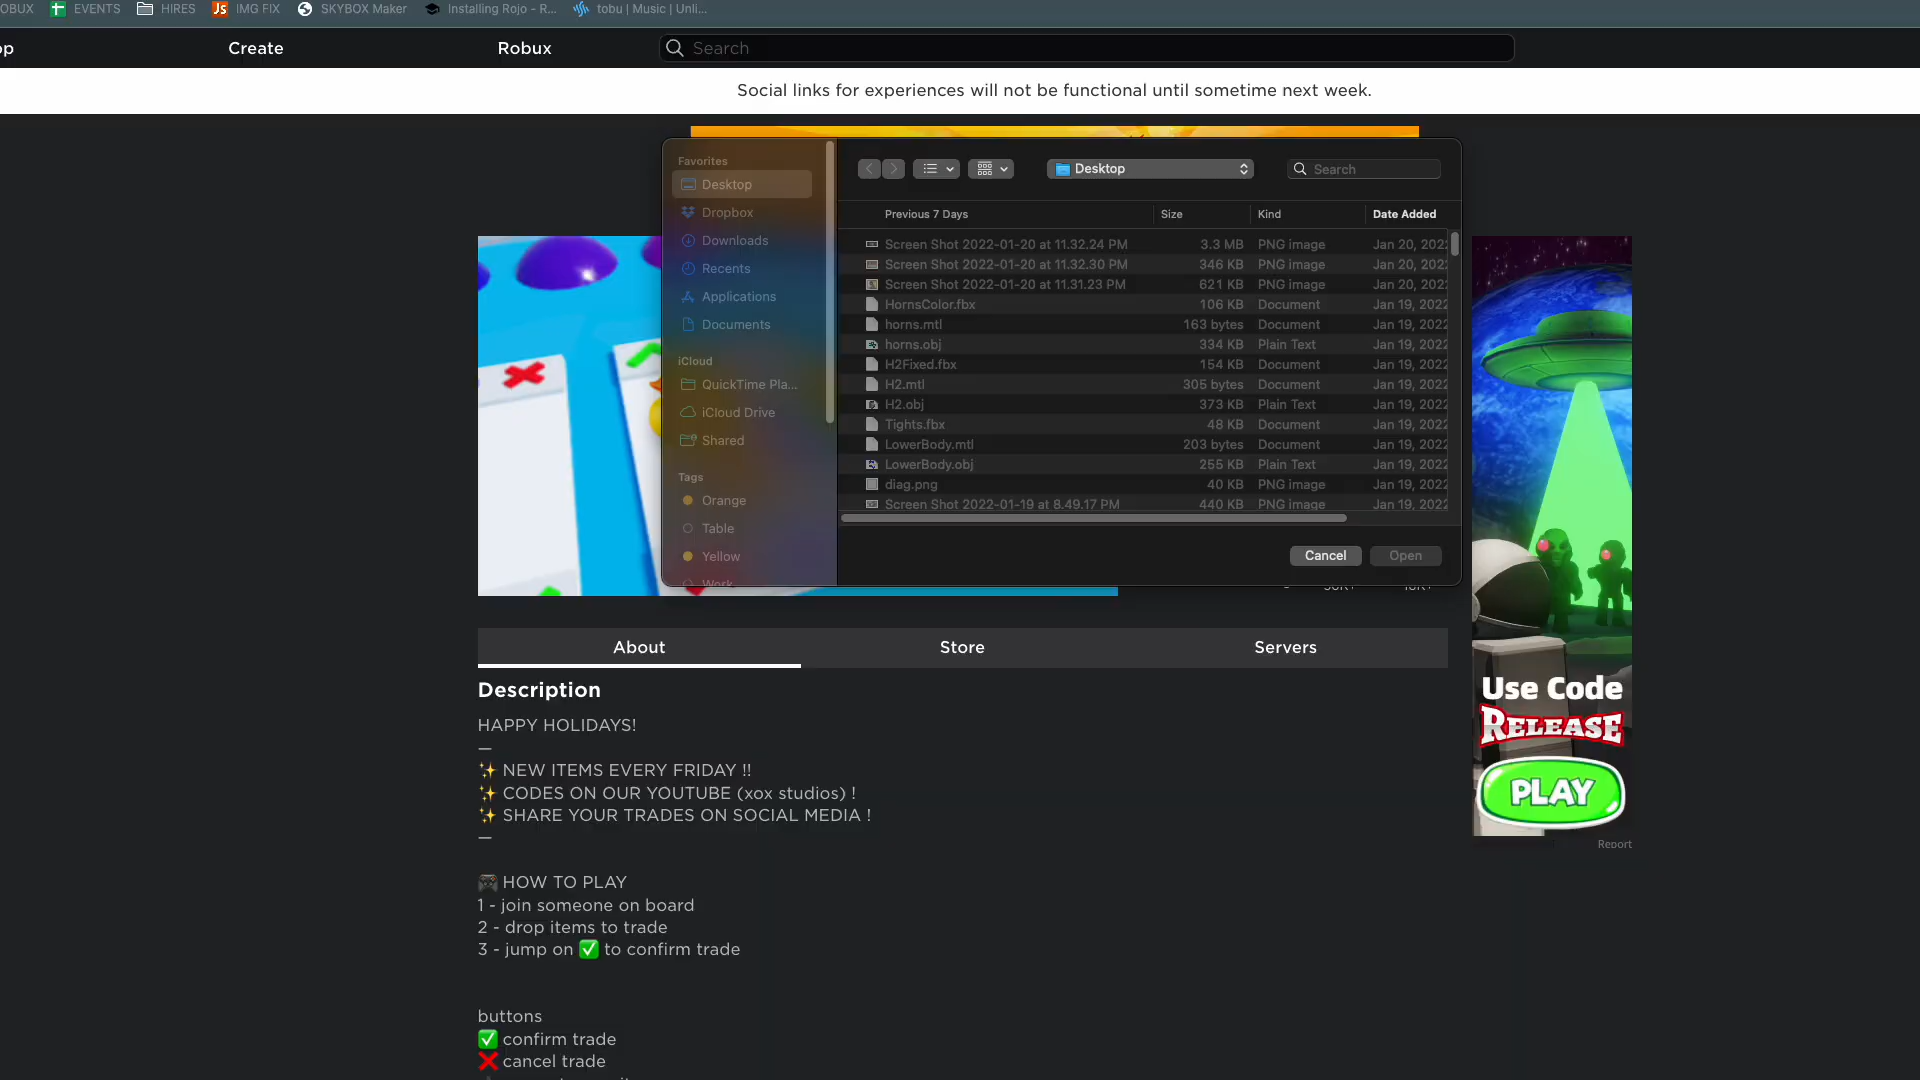 OBUX EVENTS HIRES IMG FIX SKYBOX Maker Installing Rojo - R... tobu | Music | Unli...
op Create Robux Search
Social links for experiences will not be functional until sometime next week.
Favorites
Desktop
Dropbox
Downloads
Recents
Applications
Documents
iCloud
QuickTime Pla...
iCloud Drive
Shared
Tags
Orange
Table
Yellow
Work
Desktop Search
Previous 7 Days Size Kind Date Added
Screen Shot 2022-01-20 at 11.32.24 PM 3.3 MB PNG image Jan 20, 2022
Screen Shot 2022-01-20 at 11.32.30 PM 346 KB PNG image Jan 20, 2022
Screen Shot 2022-01-20 at 11.31.23 PM 621 KB PNG image Jan 20, 2022
HornsColor.fbx 106 KB Document Jan 19, 2022
horns.mtl 163 bytes Document Jan 19, 2022
horns.obj 334 KB Plain Text Jan 19, 2022
H2Fixed.fbx 154 KB Document Jan 19, 2022
H2.mtl 305 bytes Document Jan 19, 2022
H2.obj 373 KB Plain Text Jan 19, 2022
Tights.fbx 48 KB Document Jan 19, 2022
LowerBody.mtl 203 bytes Document Jan 19, 2022
LowerBody.obj 255 KB Plain Text Jan 19, 2022
diag.png 40 KB PNG image Jan 19, 2022
Screen Shot 2022-01-19 at 8.49.17 PM 440 KB PNG image Jan 19, 2022
Cancel Open
About Store Servers
Description
HAPPY HOLIDAYS!
—
✨ NEW ITEMS EVERY FRIDAY !!
✨ CODES ON OUR YOUTUBE (xox studios) !
✨ SHARE YOUR TRADES ON SOCIAL MEDIA !
—
🎮 HOW TO PLAY
1 - join someone on board
2 - drop items to trade
3 - jump on ✅ to confirm trade
buttons
✅ confirm trade
❌ cancel trade
Use Code
RELEASE
PLAY
Report